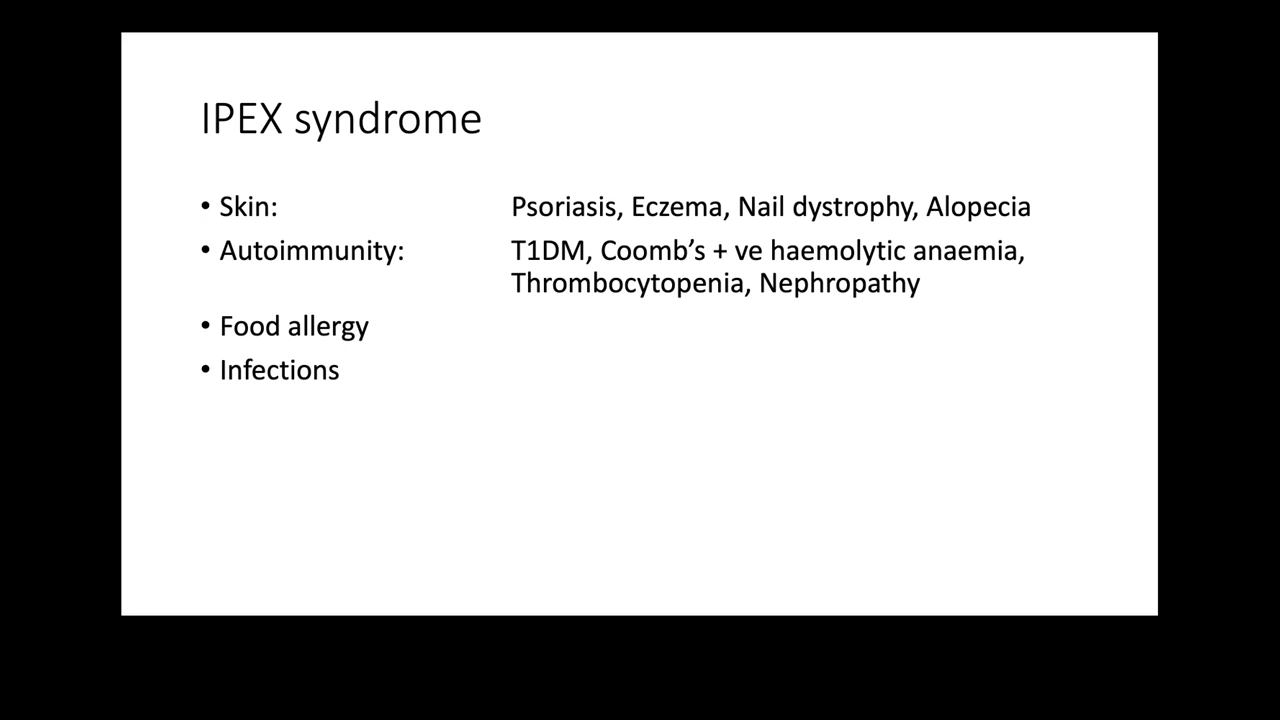 IPEX syndrome
• Skin: Psoriasis, Eczema, Nail dystrophy, Alopecia
• Autoimmunity: T1DM, Coomb’s + ve haemolytic anaemia,
Thrombocytopenia, Nephropathy
• Food allergy
• Infections